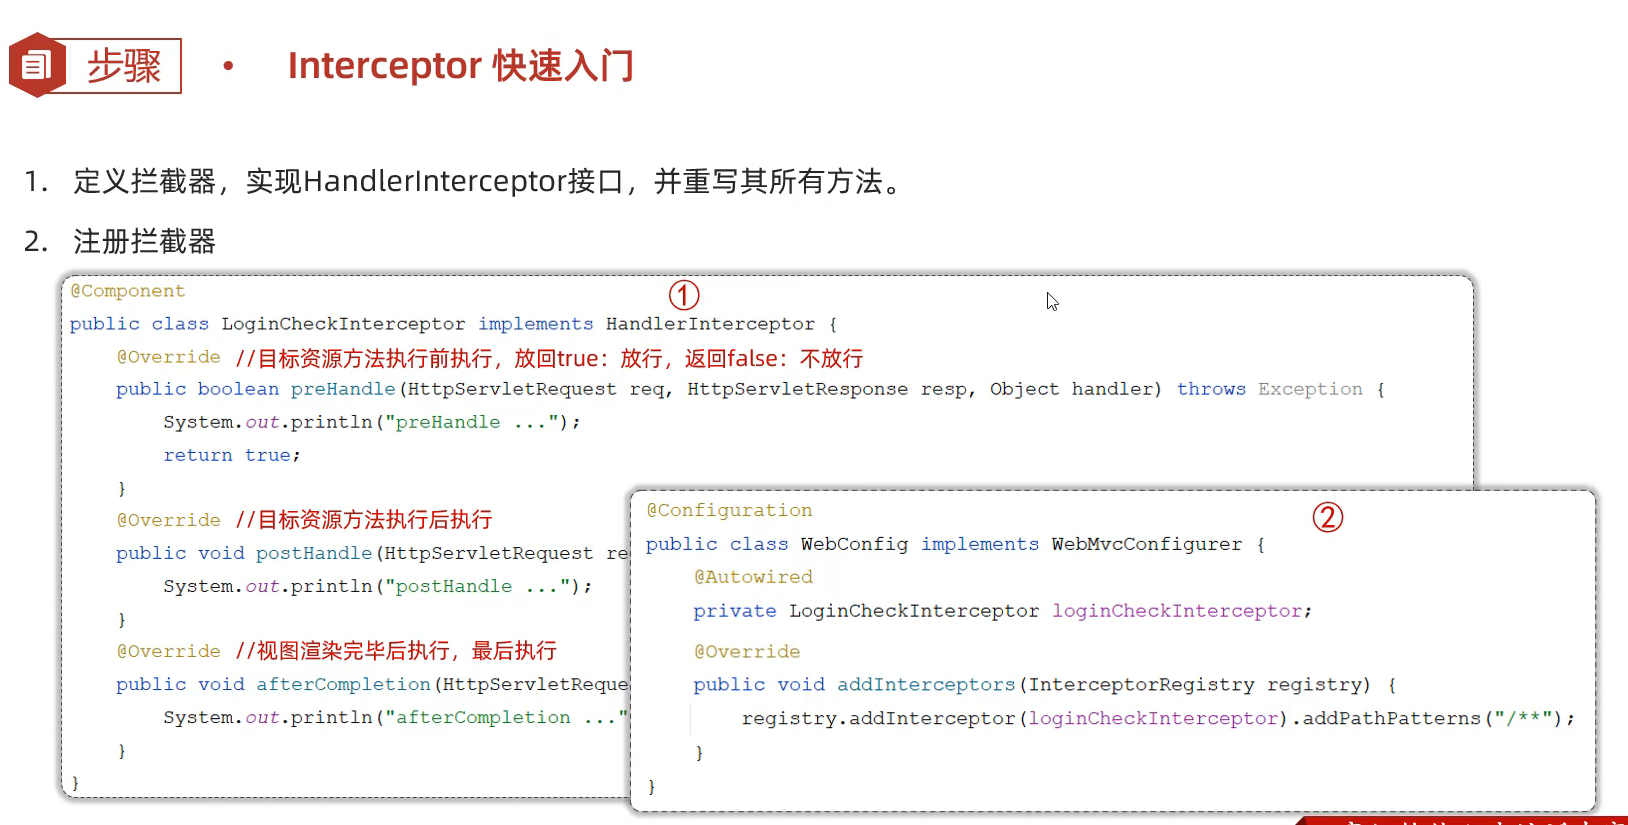 步骤
• Interceptor 快速入门
1. 定义拦截器，实现HandlerInterceptor接口，并重写其所有方法。
2. 注册拦截器
①
@Component
public class LoginCheckInterceptor implements HandlerInterceptor {
@Override //目标资源方法执行前执行，放回true：放行，返回false：不放行
public boolean preHandle(HttpServletRequest req, HttpServletResponse resp, Object handler) throws Exception {
System.out.println("preHandle ...");
return true;
}
@Override //目标资源方法执行后执行
public void postHandle(HttpServletRequest re
System.out.println("postHandle ...");
}
@Override //视图渲染完毕后执行，最后执行
public void afterCompletion(HttpServletReque
System.out.println("afterCompletion ..."
}
}
②
@Configuration
public class WebConfig implements WebMvcConfigurer {
@Autowired
private LoginCheckInterceptor loginCheckInterceptor;
@Override
public void addInterceptors(InterceptorRegistry registry) {
registry.addInterceptor(loginCheckInterceptor).addPathPatterns("/**");
}
}